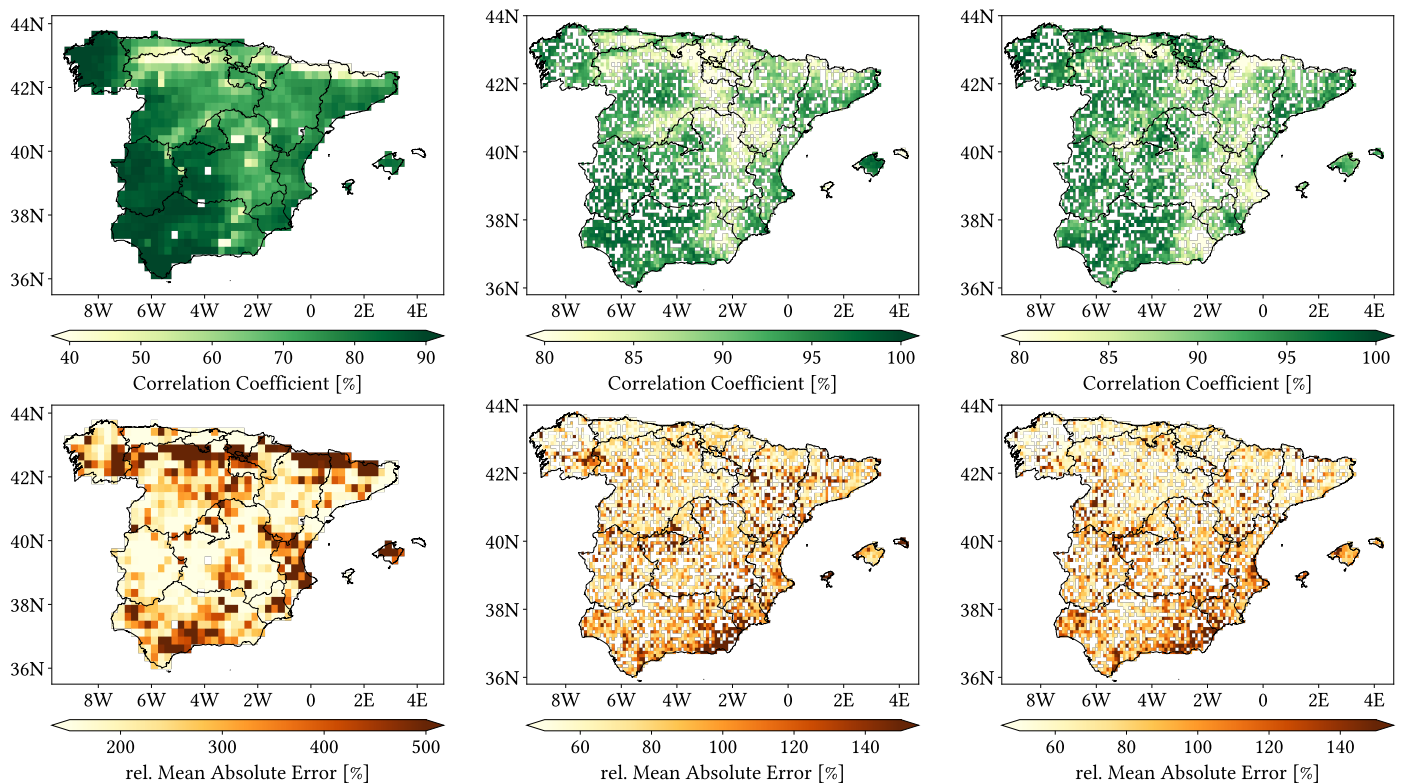 44N
42N
40N
38N
36N
8W 6W 4W 2W 0 2E 4E
40 50 60 70 80 90
Correlation Coefficient [%]
44N
42N
40N
38N
36N
8W 6W 4W 2W 0 2E 4E
80 85 90 95 100
Correlation Coefficient [%]
44N
42N
40N
38N
36N
8W 6W 4W 2W 0 2E 4E
80 85 90 95 100
Correlation Coefficient [%]
44N
42N
40N
38N
36N
8W 6W 4W 2W 0 2E 4E
200 300 400 500
rel. Mean Absolute Error [%]
44N
42N
40N
38N
36N
8W 6W 4W 2W 0 2E 4E
60 80 100 120 140
rel. Mean Absolute Error [%]
44N
42N
40N
38N
36N
8W 6W 4W 2W 0 2E 4E
60 80 100 120 140
rel. Mean Absolute Error [%]